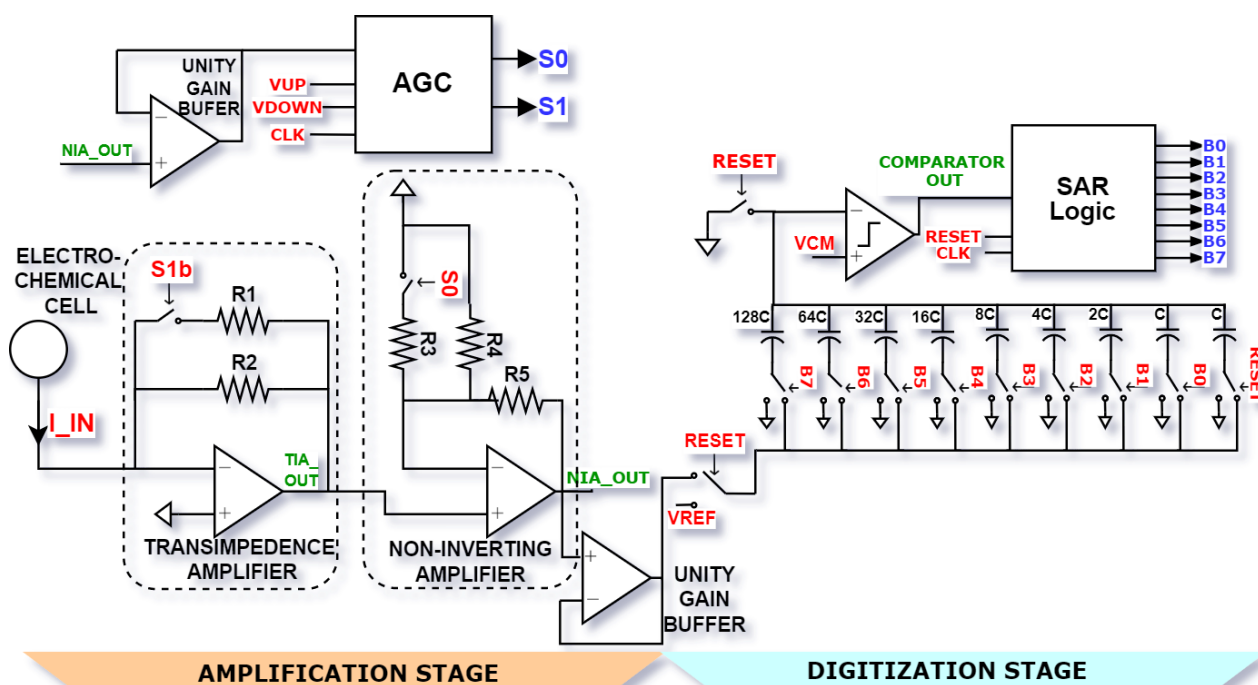 UNITY
GAIN
BUFER
NIA_OUT
VUP
VDOWN
CLK
AGC
S0
S1
ELECTRO-
CHEMICAL
CELL
I_IN
S1b
R1
R2
TIA_
OUT
TRANSIMPEDENCE
AMPLIFIER
S0
R3
R4
R5
NIA_OUT
NON-INVERTING
AMPLIFIER
UNITY
GAIN
BUFFER
RESET
VREF
RESET
VCM
COMPARATOR
OUT
RESET
CLK
SAR
Logic
B0
B1
B2
B3
B4
B5
B6
B7
128C 64C 32C 16C 8C 4C 2C C C
B7 B6 B5 B4 B3 B2 B1 B0 RESET
AMPLIFICATION STAGE
DIGITIZATION STAGE